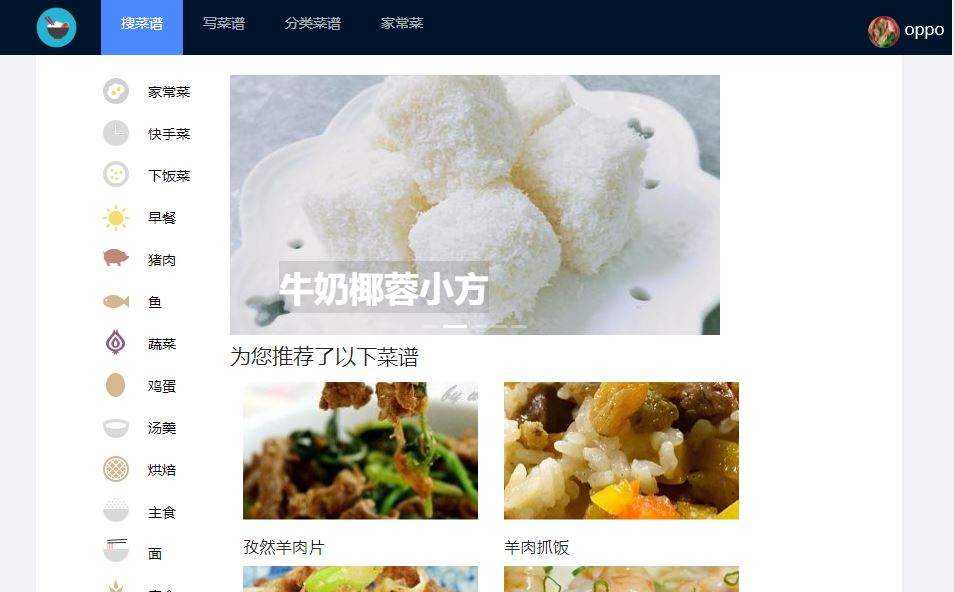 搜菜谱
写菜谱
分类菜谱
家常菜
oppo
家常菜
快手菜
下饭菜
早餐
猪肉
鱼
蔬菜
鸡蛋
汤羹
烘焙
主食
面
牛奶椰蓉小方
为您推荐了以下菜谱
by
孜然羊肉片
羊肉抓饭